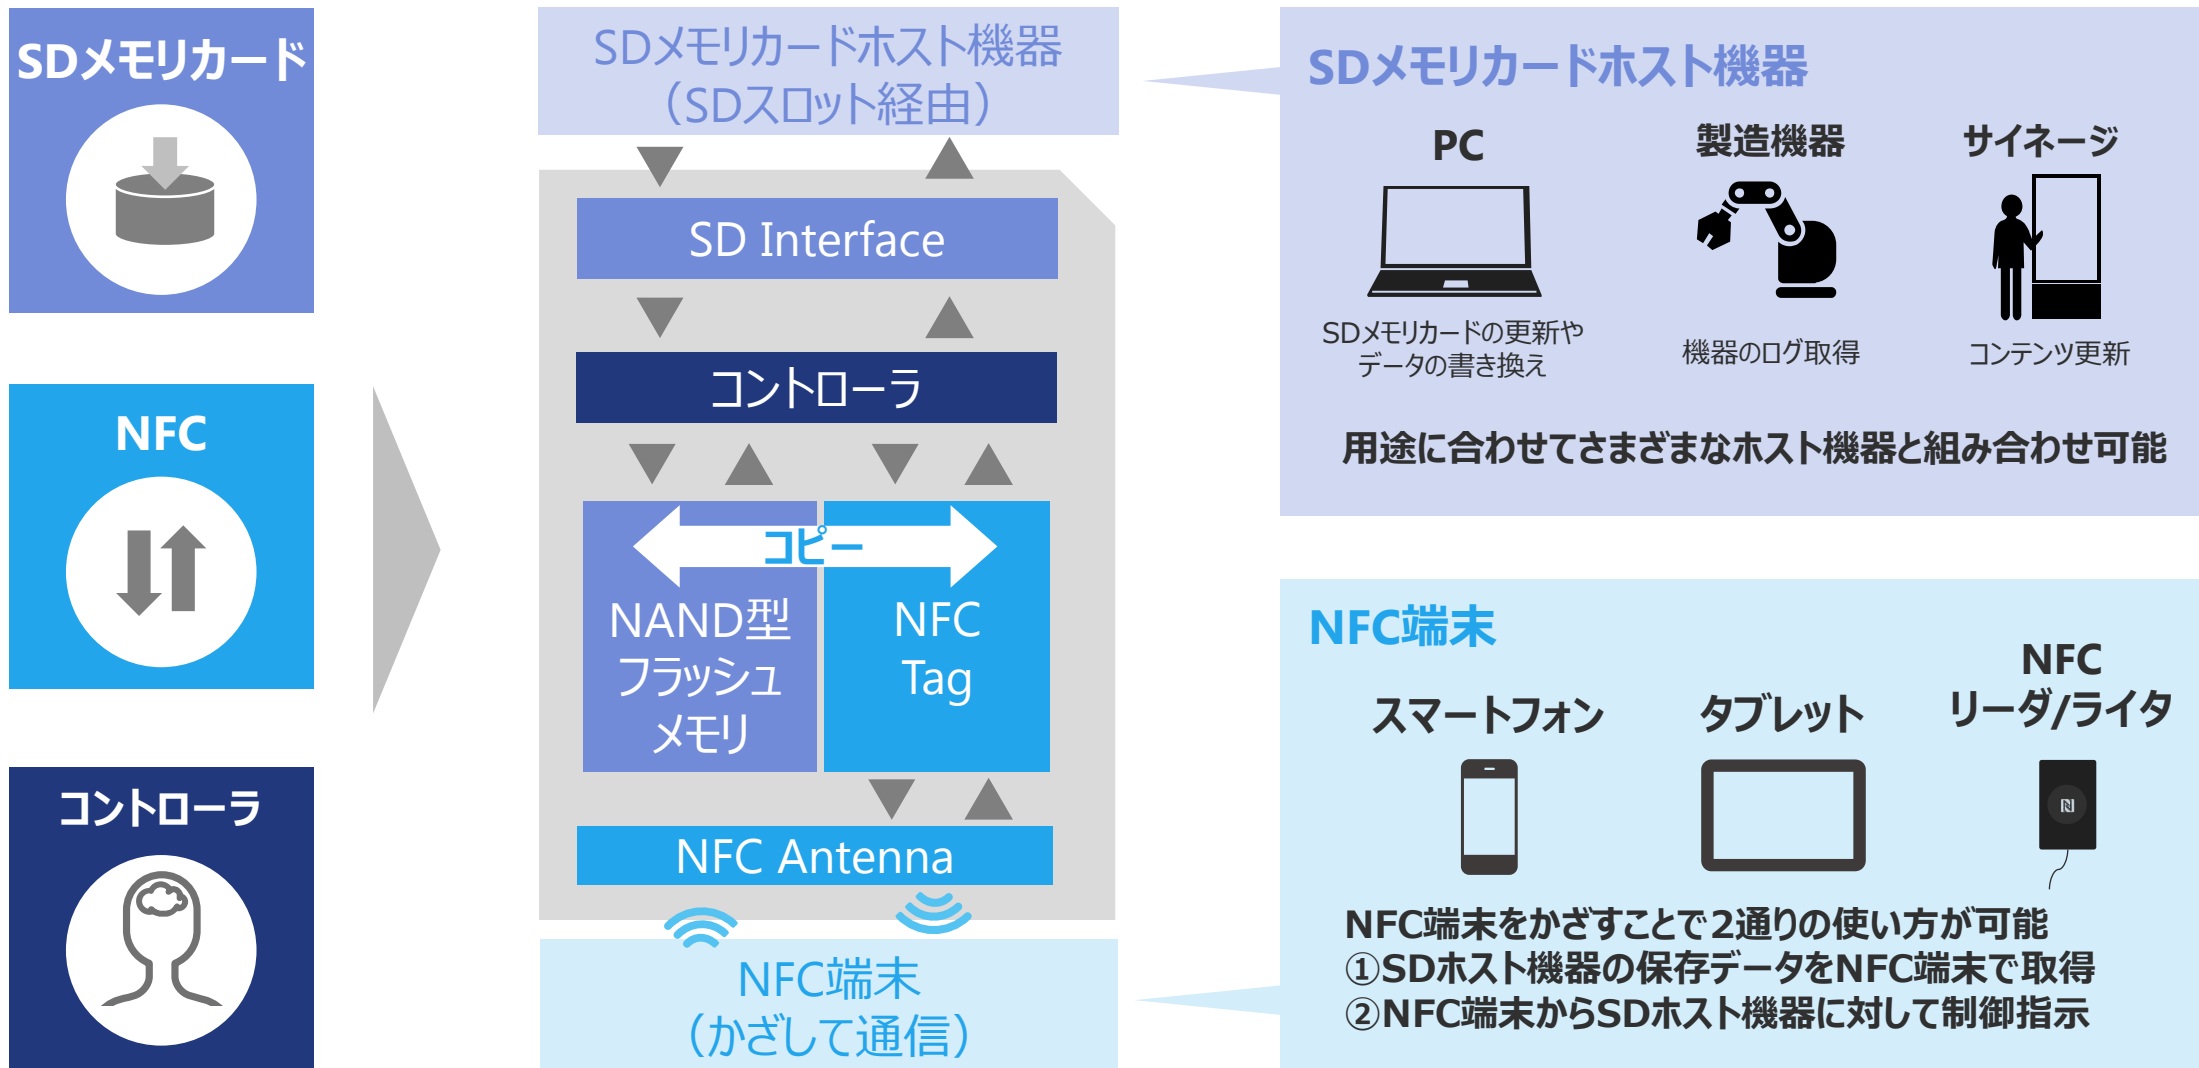 SDメモリカード
NFC
コントローラ
SDメモリカードホスト機器
（SDスロット経由）
SD Interface
コントローラ
コピー
NAND型
フラッシュ
メモリ
NFC
Tag
NFC Antenna
NFC端末
（かざして通信）
SDメモリカードホスト機器
PC
製造機器
サイネージ
SDメモリカードの更新や
データの書き換え
機器のログ取得
コンテンツ更新
用途に合わせてさまざまなホスト機器と組み合わせ可能
NFC端末
スマートフォン
タブレット
NFC
リーダ/ライタ
NFC端末をかざすことで2通りの使い方が可能
①SDホスト機器の保存データをNFC端末で取得
②NFC端末からSDホスト機器に対して制御指示